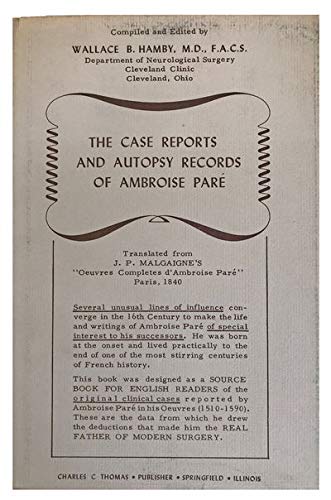 Compiled and Edited by
WALLACE B. HAMBY, M.D., F.A.C.S.
Department of Neurological Surgery
Cleveland Clinic
Cleveland, Ohio
THE CASE REPORTS
AND AUTOPSY RECORDS
OF AMBROISE PARÉ
Translated from
J. P. MALGAIGNE'S
"Oeuvres Completes d'Ambroise Paré"
Paris, 1840
Several unusual lines of influence con-
verge in the 16th Century to make the life
and writings of Ambroise Paré of special
interest to his successors. He was born
at the onset and lived practically to the
end of one of the most stirring centuries
of French history.
This book was designed as a SOURCE
BOOK FOR ENGLISH READERS of the
original clinical cases reported by
Ambroise Paré in his Oeuvres (1510-1590).
These are the data from which he drew
the deductions that made him the REAL
FATHER OF MODERN SURGERY.
CHARLES C THOMAS • PUBLISHER • SPRINGFIELD • ILLINOIS